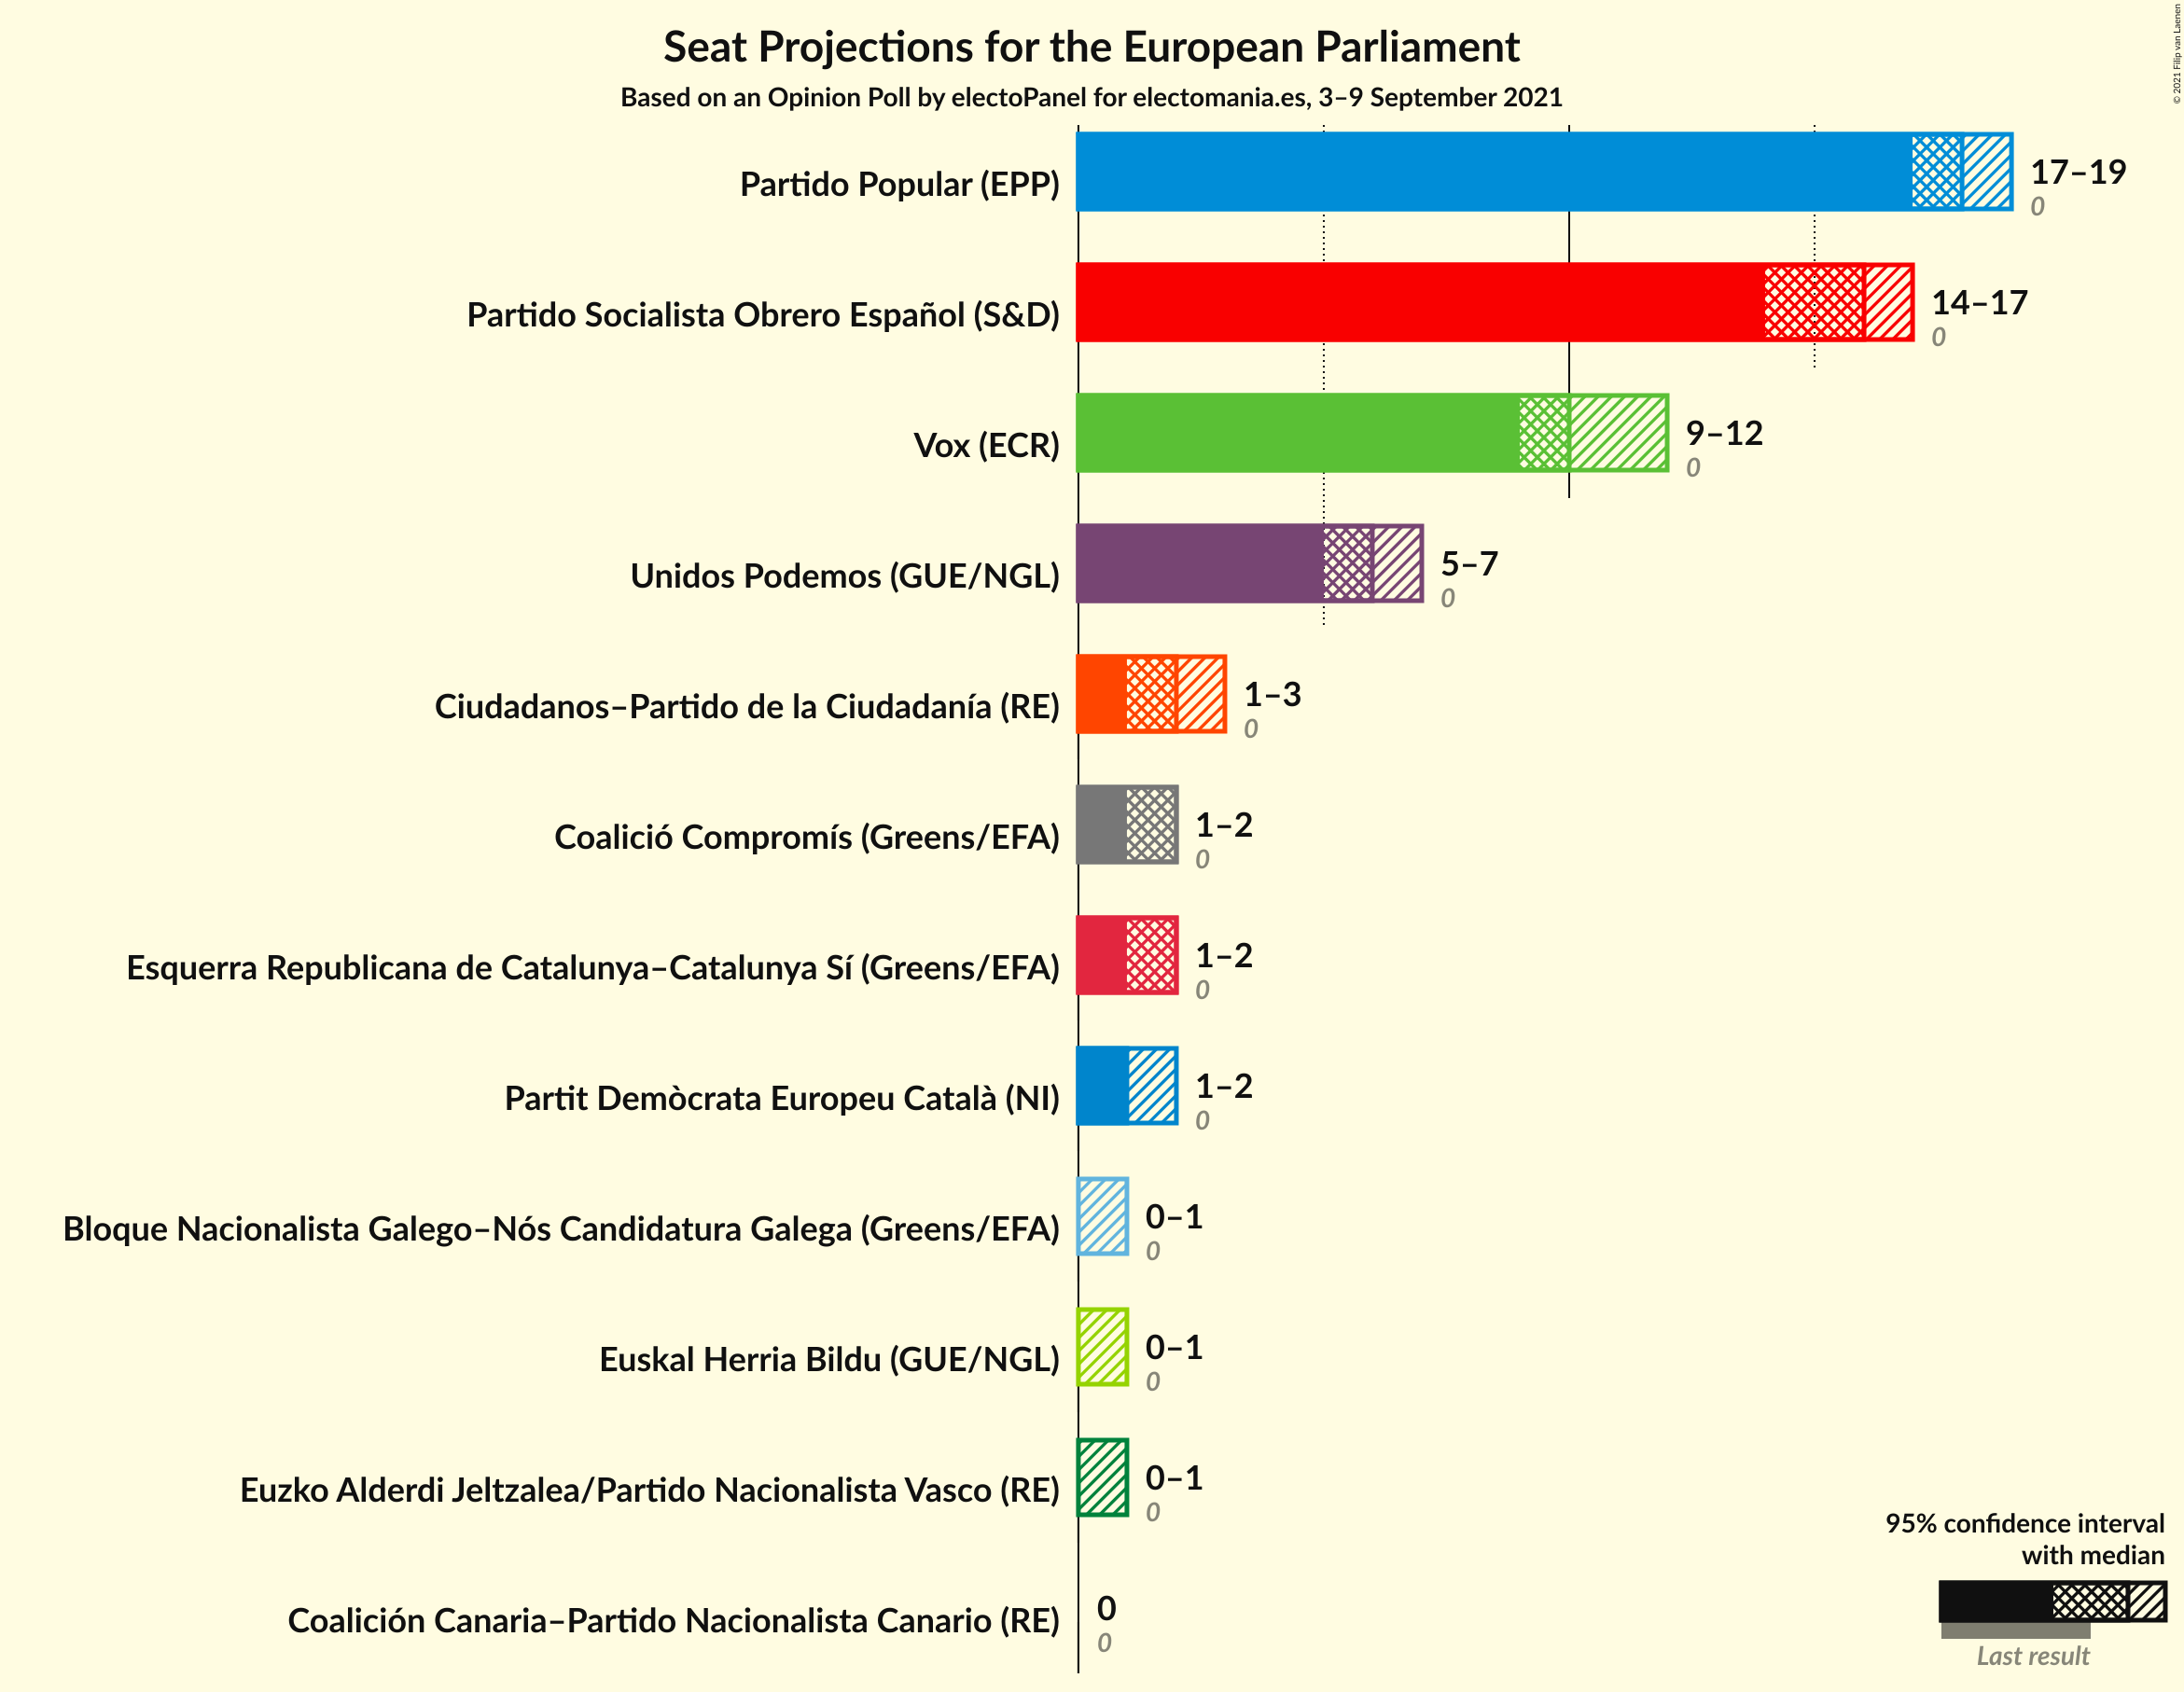 Seat Projections for the European Parliament
Based on an Opinion Poll by electoPanel for electomania.es, 3–9 September 2021
© 2021 Filip van Laenen
Partido Popular (EPP)
17–19
0
Partido Socialista Obrero Español (S&D)
14–17
0
Vox (ECR)
9–12
0
Unidos Podemos (GUE/NGL)
5–7
0
Ciudadanos–Partido de la Ciudadanía (RE)
1–3
0
Coalició Compromís (Greens/EFA)
1–2
0
Esquerra Republicana de Catalunya–Catalunya Sí (Greens/EFA)
1–2
0
Partit Demòcrata Europeu Català (NI)
1–2
0
Bloque Nacionalista Galego–Nós Candidatura Galega (Greens/EFA)
0–1
0
Euskal Herria Bildu (GUE/NGL)
0–1
0
Euzko Alderdi Jeltzalea/Partido Nacionalista Vasco (RE)
0–1
0
Coalición Canaria–Partido Nacionalista Canario (RE)
0
0
95% confidence interval
with median
Last result